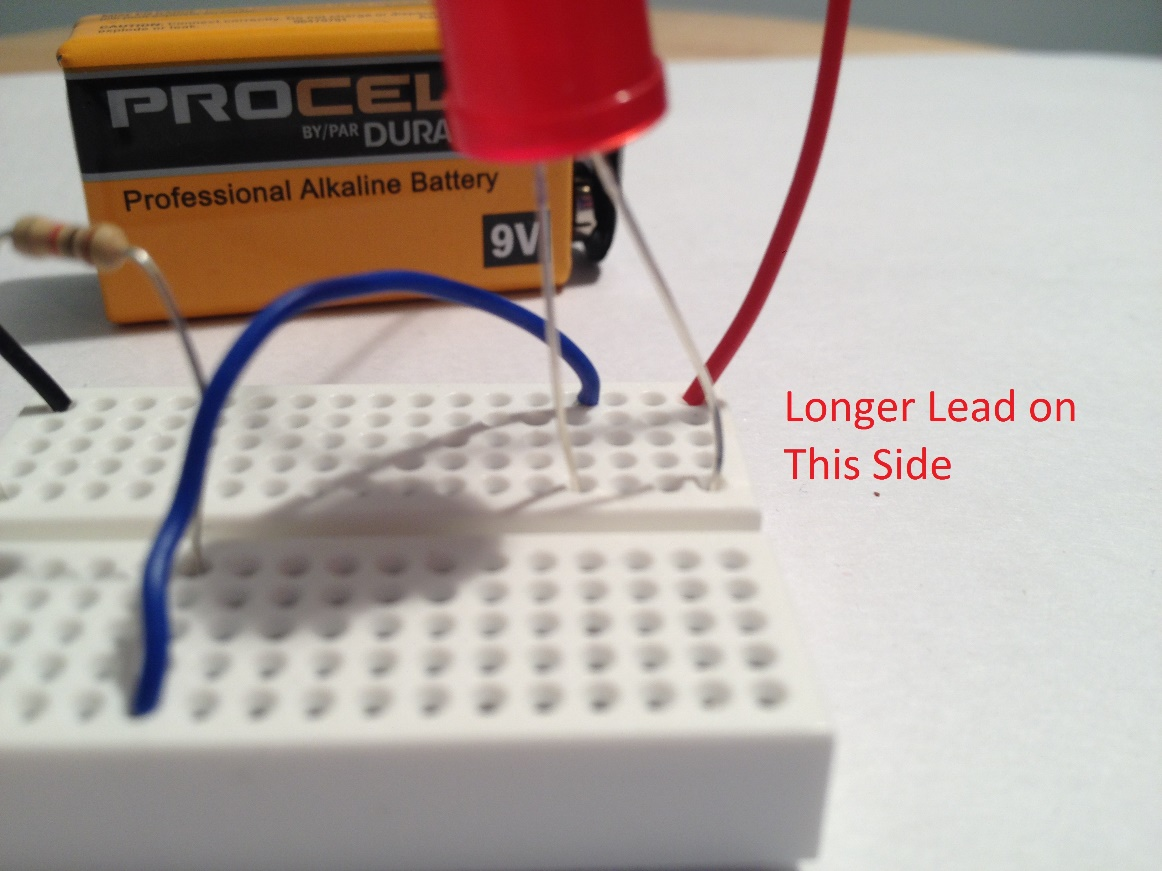 PROCEL
BY/PAR DURA
Professional Alkaline Battery
9V
Longer Lead on
This Side